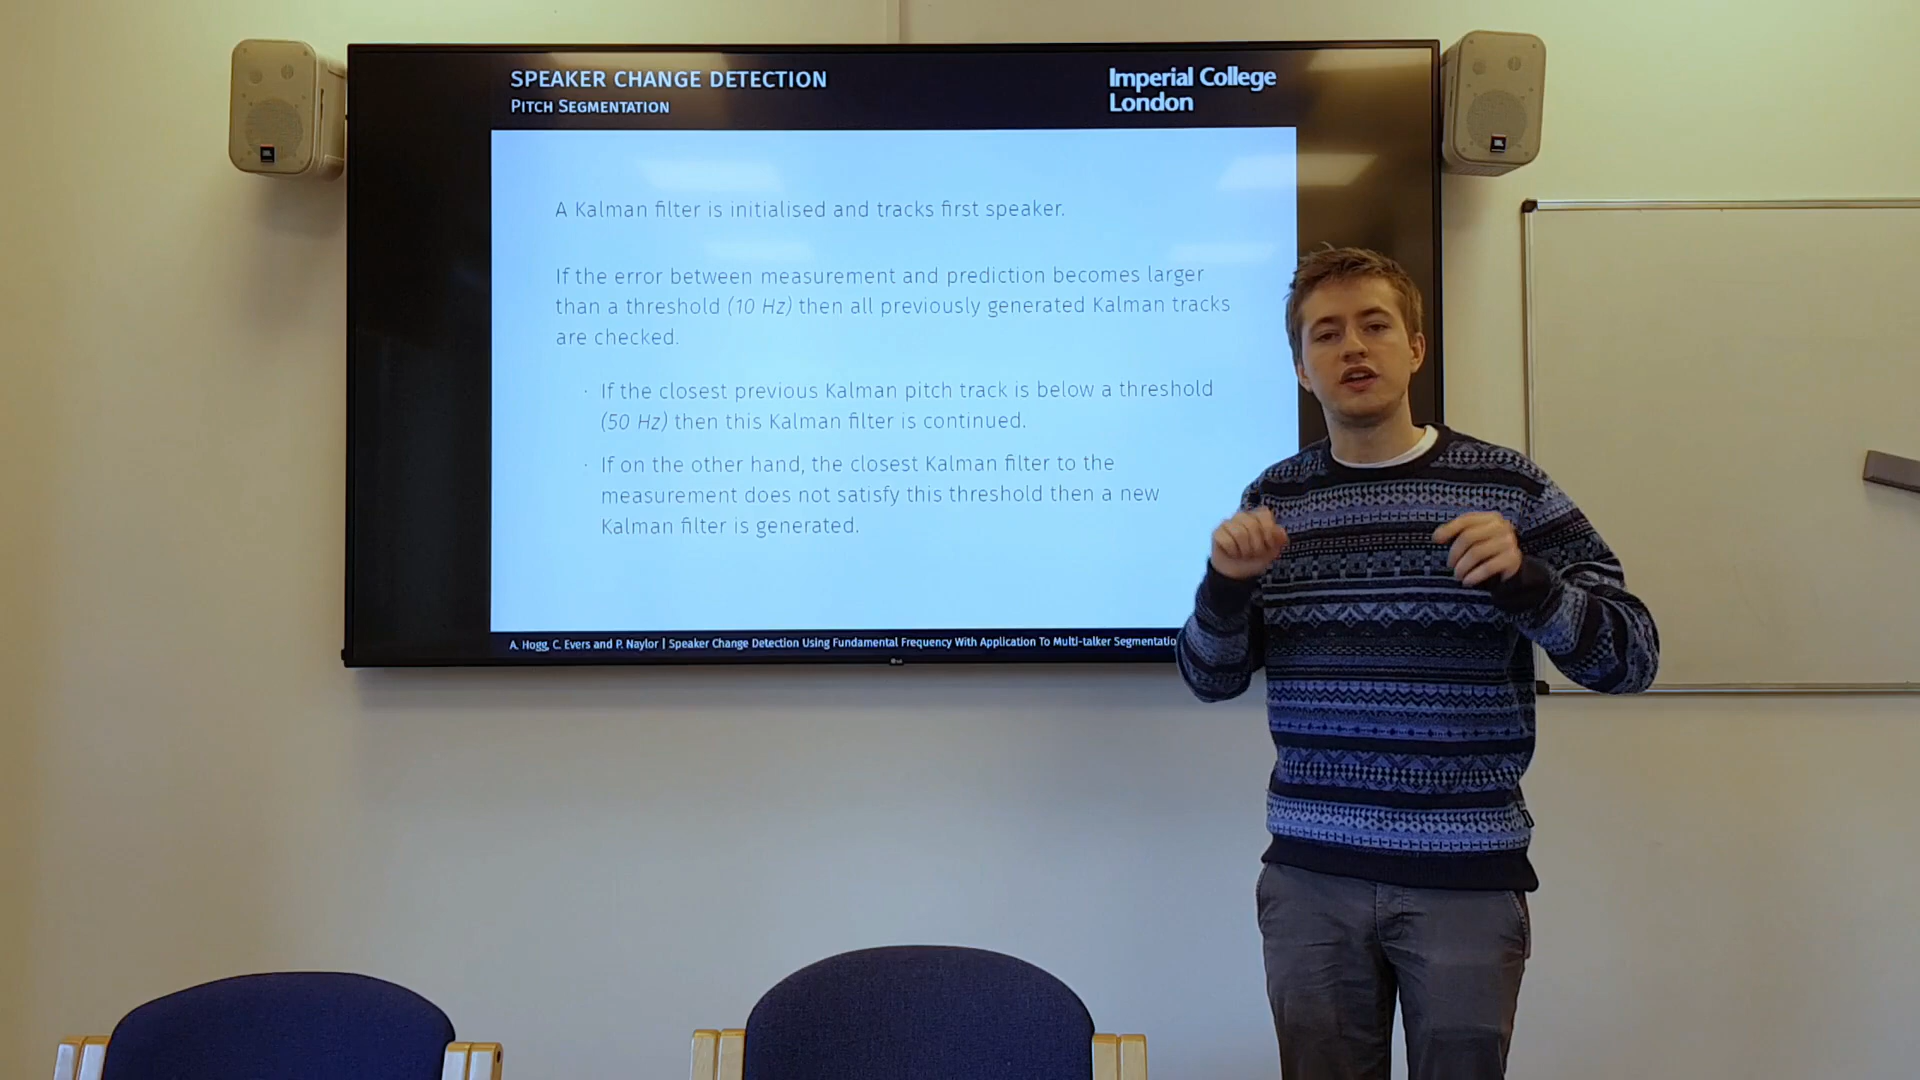 SPEAKER CHANGE DETECTION
PITCH SEGMENTATION
Imperial College
London
A Kalman filter is initialised and tracks first speaker.
If the error between measurement and prediction becomes larger
than a threshold (10 Hz) then all previously generated Kalman tracks
are checked.
· If the closest previous Kalman pitch track is below a threshold
(50 Hz) then this Kalman filter is continued.
· If on the other hand, the closest Kalman filter to the
measurement does not satisfy this threshold then a new
Kalman filter is generated.
A. Hogg, C. Evers and P. Naylor | Speaker Change Detection Using Fundamental Frequency With Application To Multi-talker Segmentatio
JBL
JBL
LG